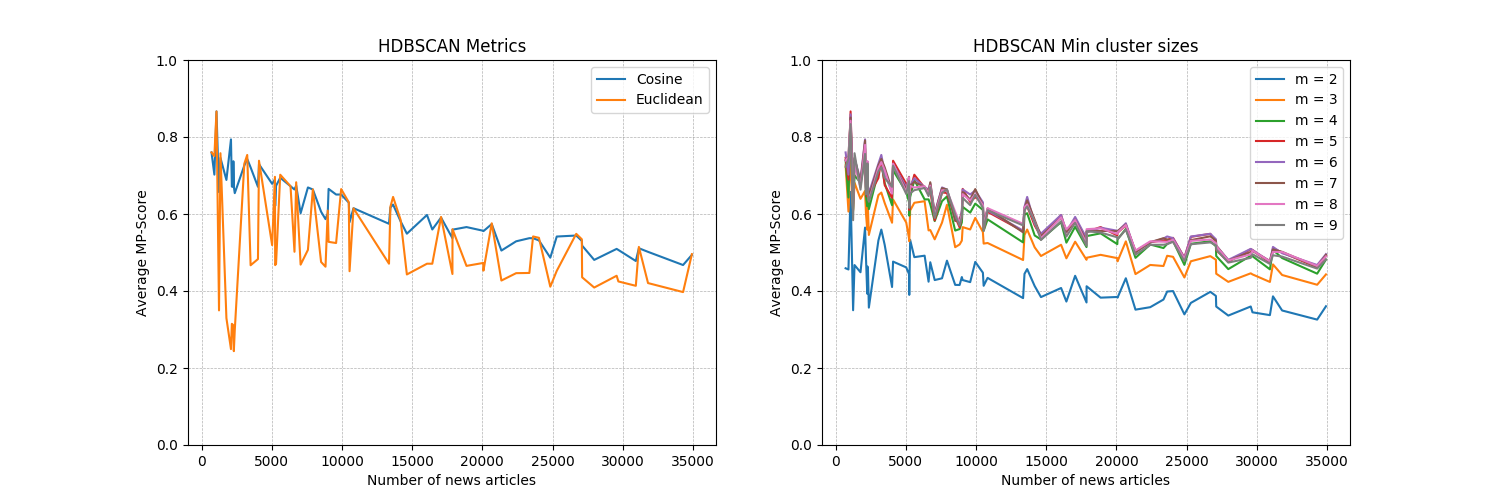 HDBSCAN Metrics
Average MP-Score
1.0
0.8
0.6
0.4
0.2
0.0
0 5000 10000 15000 20000 25000 30000 35000
Number of news articles
Cosine
Euclidean
HDBSCAN Min cluster sizes
Average MP-Score
1.0
0.8
0.6
0.4
0.2
0.0
0 5000 10000 15000 20000 25000 30000 35000
Number of news articles
m = 2
m = 3
m = 4
m = 5
m = 6
m = 7
m = 8
m = 9